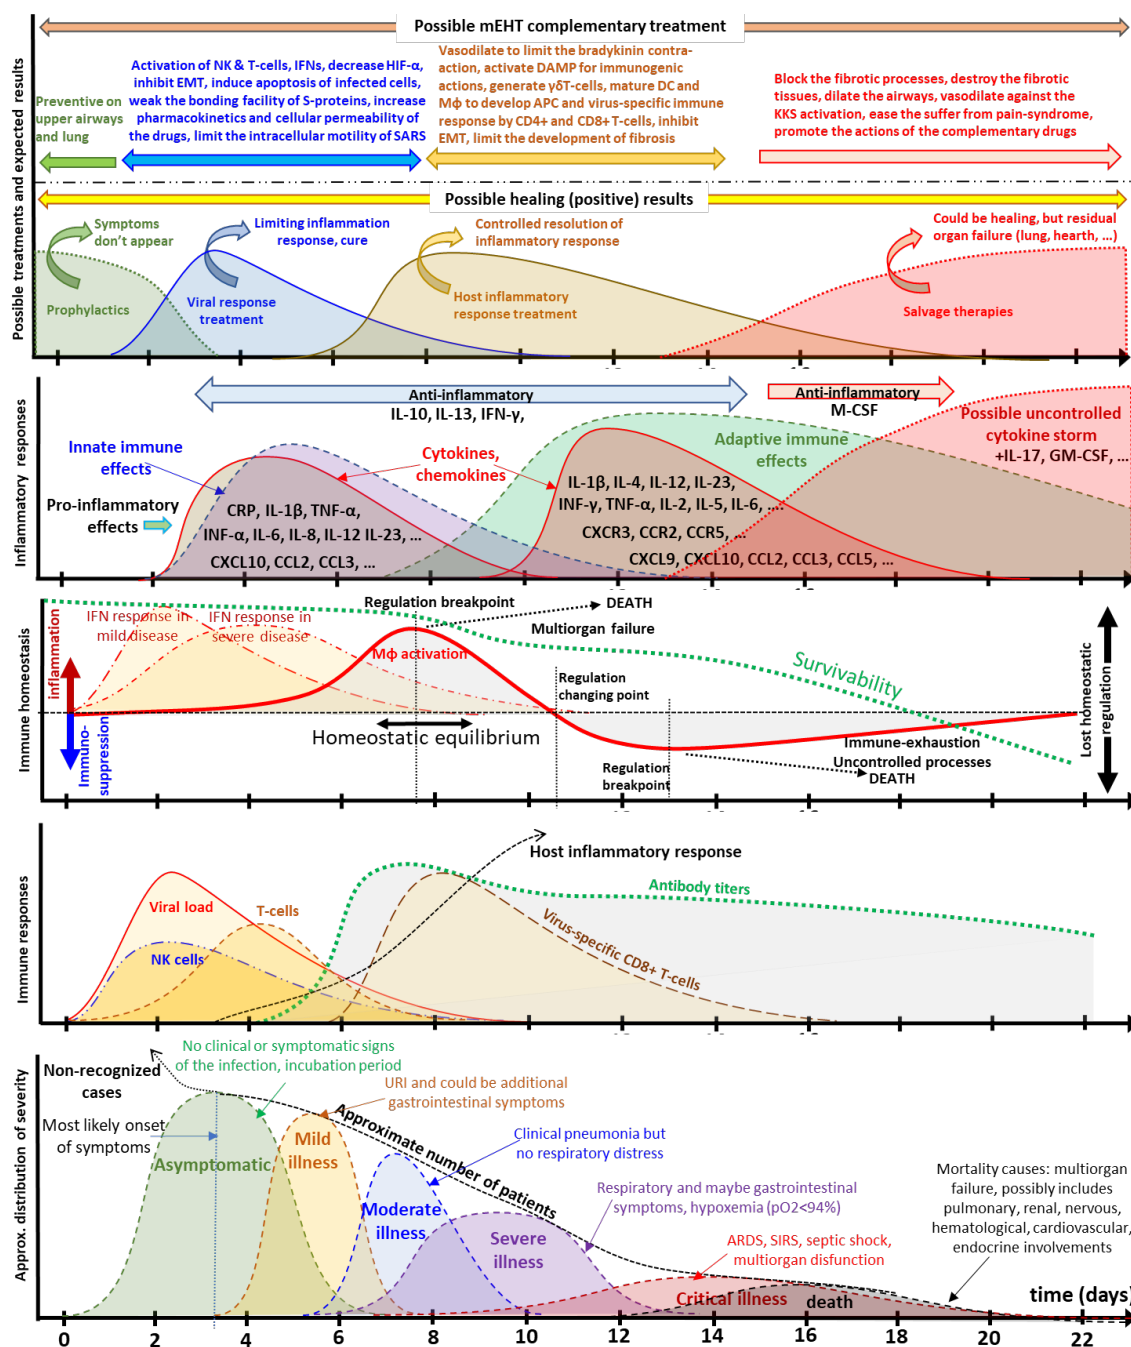 Possible mEHT complementary treatment
Possible treatments and expected results
Preventive on
upper airways
and lung
Activation of NK & T-cells, IFNs, decrease HIF-α,
inhibit EMT, induce apoptosis of infected cells,
weak the bonding facility of S-proteins, increase
pharmacokinetics and cellular permeability of
the drugs, limit the intracellular motility of SARS
Vasodilate to limit the bradykinin contra-
action, activate DAMP for immunogenic
actions, generate γδT-cells, mature DC and
Mϕ to develop APC and virus-specific immune
response by CD4+ and CD8+ T-cells, inhibit
EMT, limit the development of fibrosis
Block the fibrotic processes, destroy the fibrotic
tissues, dilate the airways, vasodilate against the
KKS activation, ease the suffer from pain-syndrome,
promote the actions of the complementary drugs
Possible healing (positive) results
Symptoms
don't appear
Limiting inflammation
response, cure
Controlled resolution of
inflammatory response
Could be healing, but residual
organ failure (lung, hearth, ...)
Prophylactics
Viral response
treatment
Host inflammatory
response treatment
Salvage therapies
Inflammatory responses
Anti-inflammatory
IL-10, IL-13, IFN-γ,
Anti-inflammatory
M-CSF
Innate immune
effects
Cytokines,
chemokines
Adaptive immune
effects
Possible uncontrolled
cytokine storm
+IL-17, GM-CSF, ...
Pro-inflammatory
effects
CRP, IL-1β, TNF-α,
INF-α, IL-6, IL-8, IL-12 IL-23, ...
CXCL10, CCL2, CCL3, ...
IL-1β, IL-4, IL-12, IL-23,
INF-γ, TNF-α, IL-2, IL-5, IL-6, ...
CXCR3, CCR2, CCR5, ...
CXCL9, CXCL10, CCL2, CCL3, CCL5, ...
Immune homeostasis
inflammation
Immuno-
suppression
IFN response in
mild disease
IFN response in
severe disease
Regulation breakpoint
DEATH
Multiorgan failure
Mϕ activation
Regulation
changing point
Survivability
Homeostatic equilibrium
Regulation
breakpoint
Immune-exhaustion
Uncontrolled processes
DEATH
Lost homeostatic
regulation
Immune responses
Host inflammatory response
Viral load
T-cells
NK cells
Antibody titers
Virus-specific CD8+ T-cells
Approx. distribution of severity
Non-recognized
cases
No clinical or symptomatic signs
of the infection, incubation period
URI and could be additional
gastrointestinal symptoms
Most likely onset
of symptoms
Approximate number of patients
Clinical pneumonia but
no respiratory distress
Asymptomatic
Mild
illness
Moderate
illness
Severe
illness
Respiratory and maybe gastrointestinal
symptoms, hypoxemia (pO2<94%)
ARDS, SIRS, septic shock,
multiorgan disfunction
Mortality causes: multiorgan
failure, possibly includes
pulmonary, renal, nervous,
hematological, cardiovascular,
endocrine involvements
Critical illness
death
time (days)
0 2 4 6 8 10 12 14 16 18 20 22